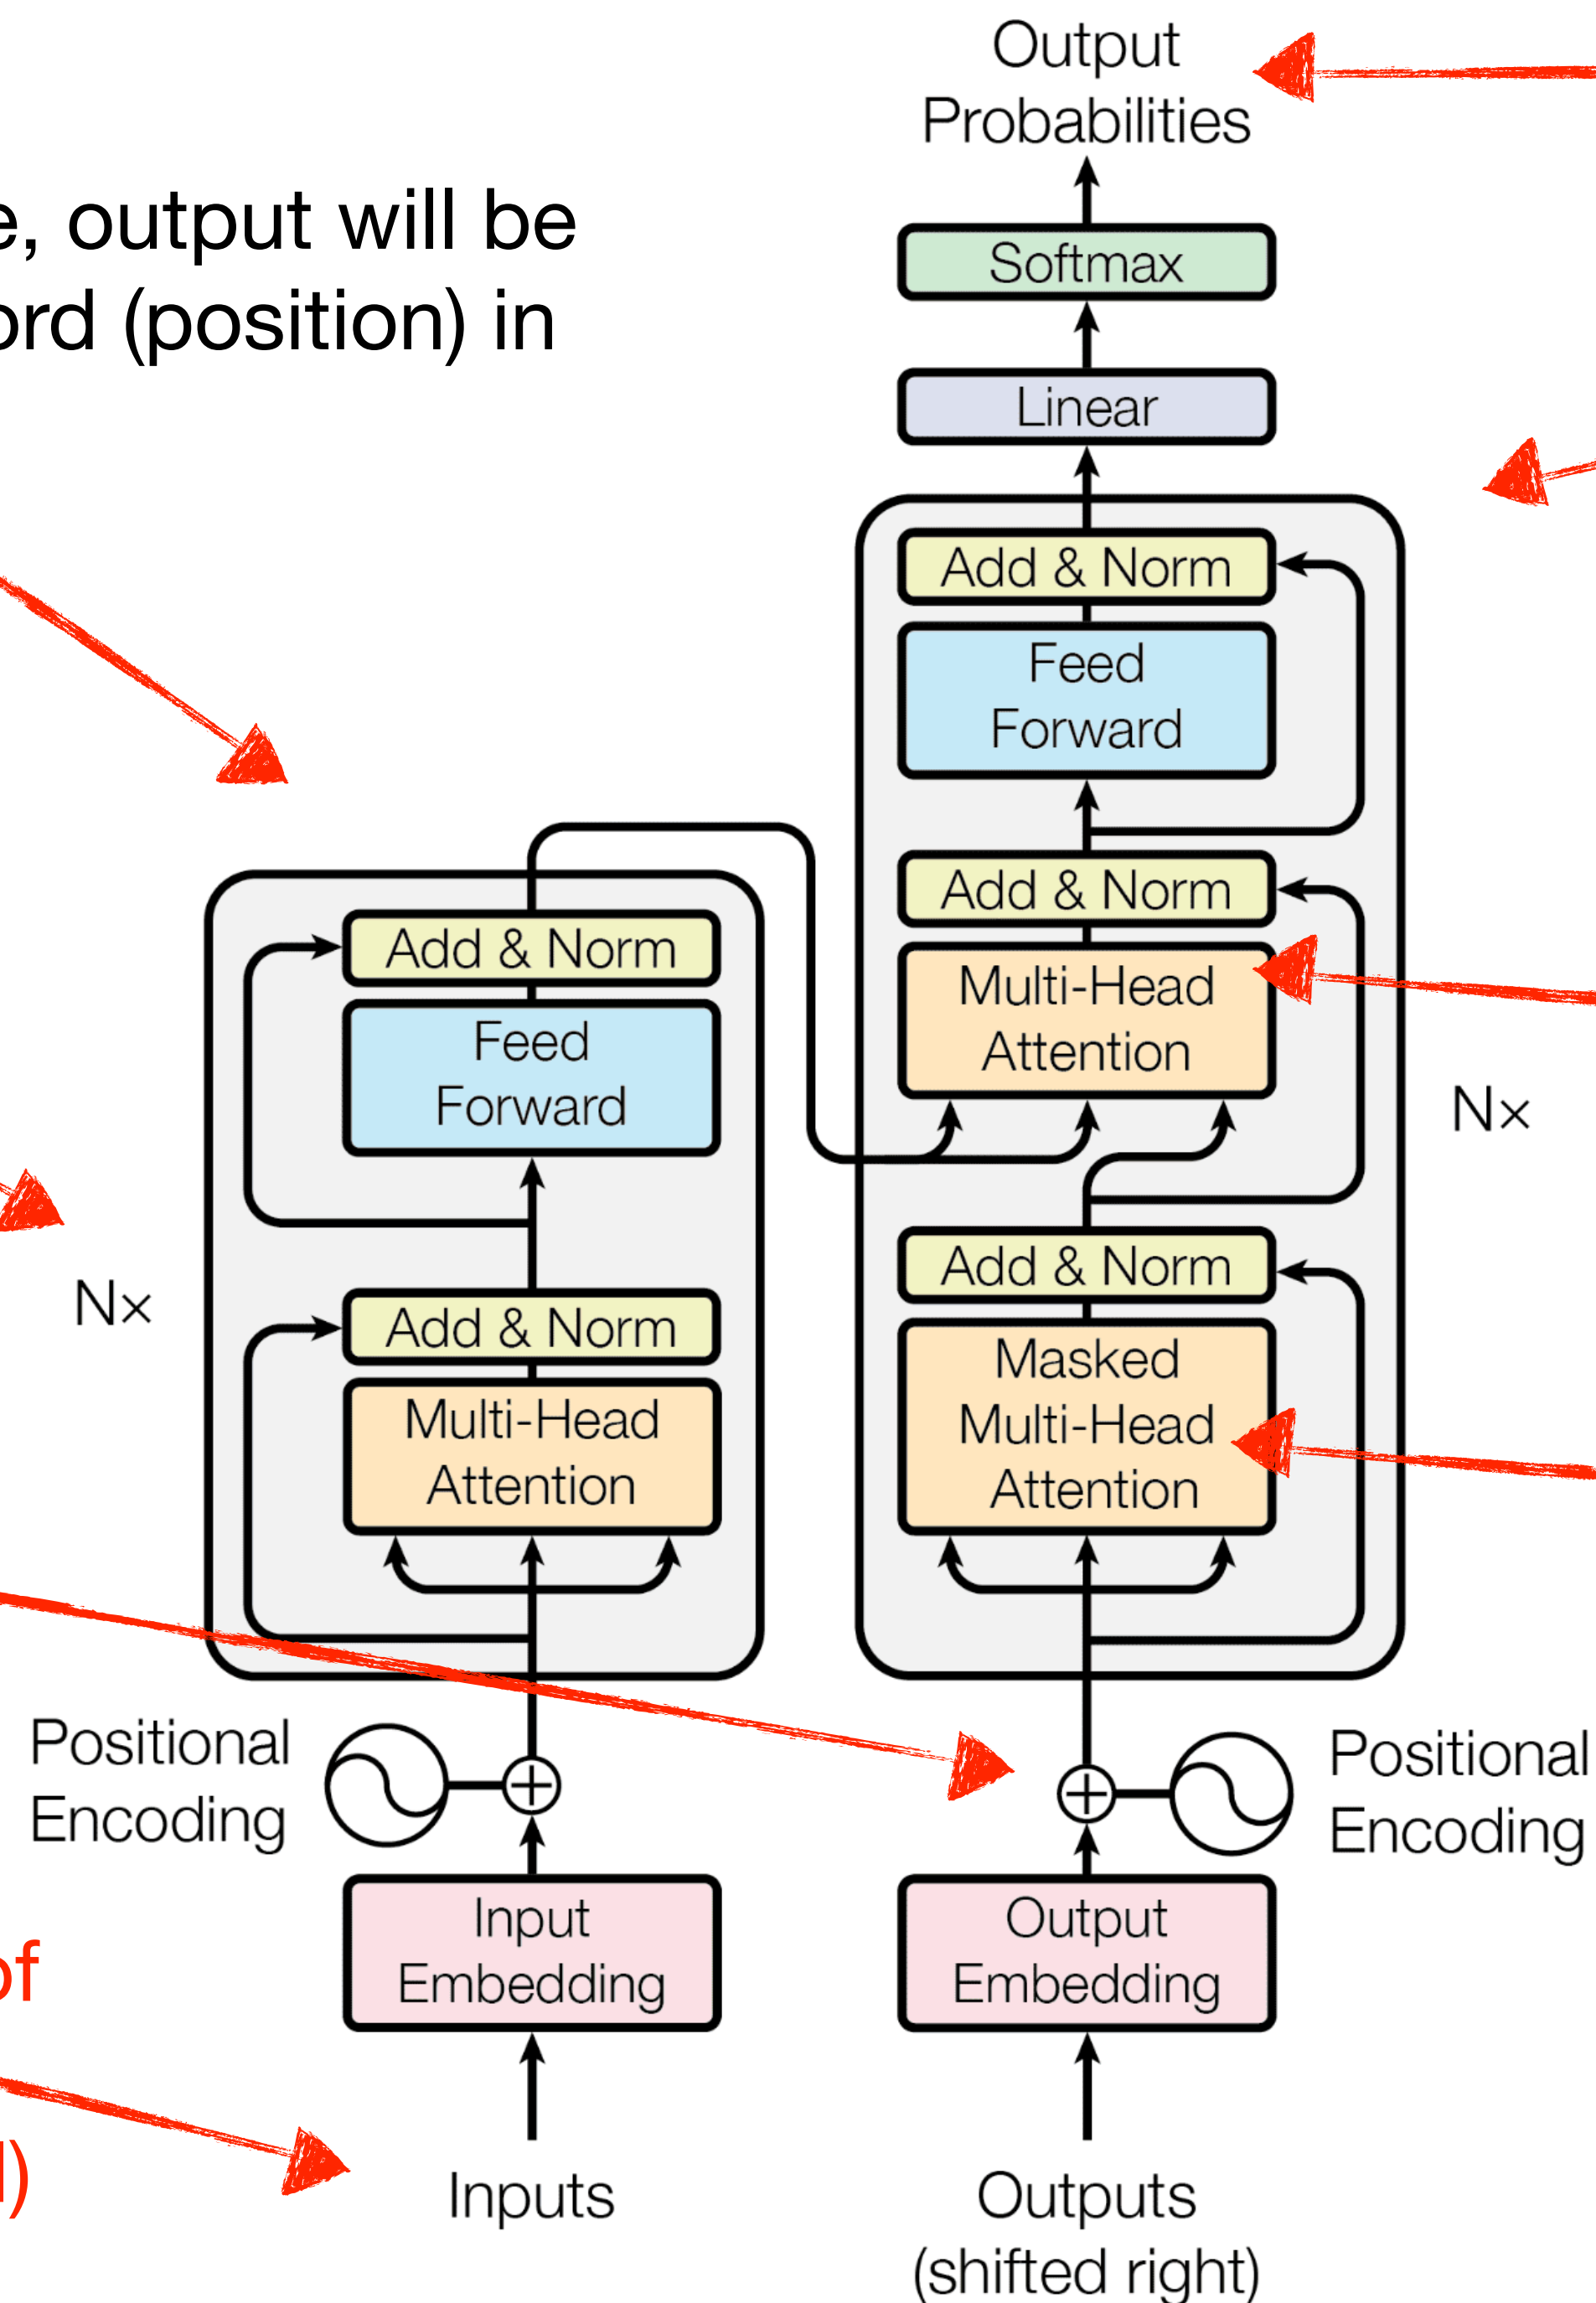 Output
Probabilities
output will be
(position) in
Softmax
Linear
Add & Norm
Feed
Forward
Add & Norm
Multi-Head
Attention
Nx
Add & Norm
Masked
Multi-Head
Attention
Add & Norm
Feed
Forward
Nx
Add & Norm
Multi-Head
Attention
Positional
Encoding
Positional
Encoding
Input
Embedding
Output
Embedding
of
Inputs
Outputs
(shifted right)